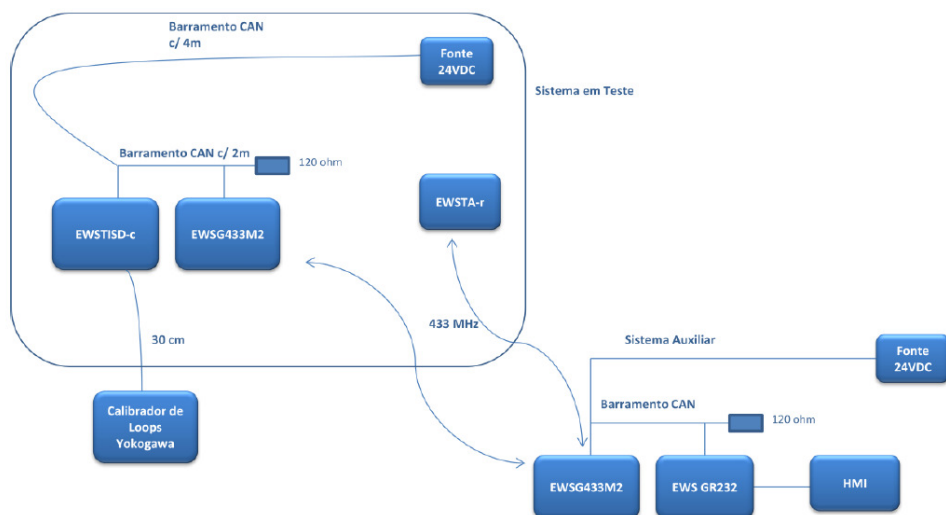 Barramento CAN
c/ 4m
Fonte
24VDC
Sistema em Teste
Barramento CAN c/ 2m
120 ohm
EWSTISD-c
EWSG433M2
EWSTA-r
30 cm
433 MHz
Sistema Auxiliar
Fonte
24VDC
Calibrador de
Loops
Yokogawa
Barramento CAN
120 ohm
EWSG433M2
EWS GR232
HMI